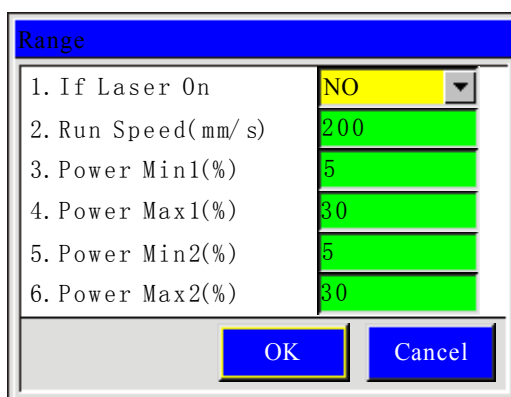 Range
1. If Laser On NO
2. Run Speed(mm/s) 200
3. Power Min1(%) 5
4. Power Max1(%) 30
5. Power Min2(%) 5
6. Power Max2(%) 30
OK Cancel